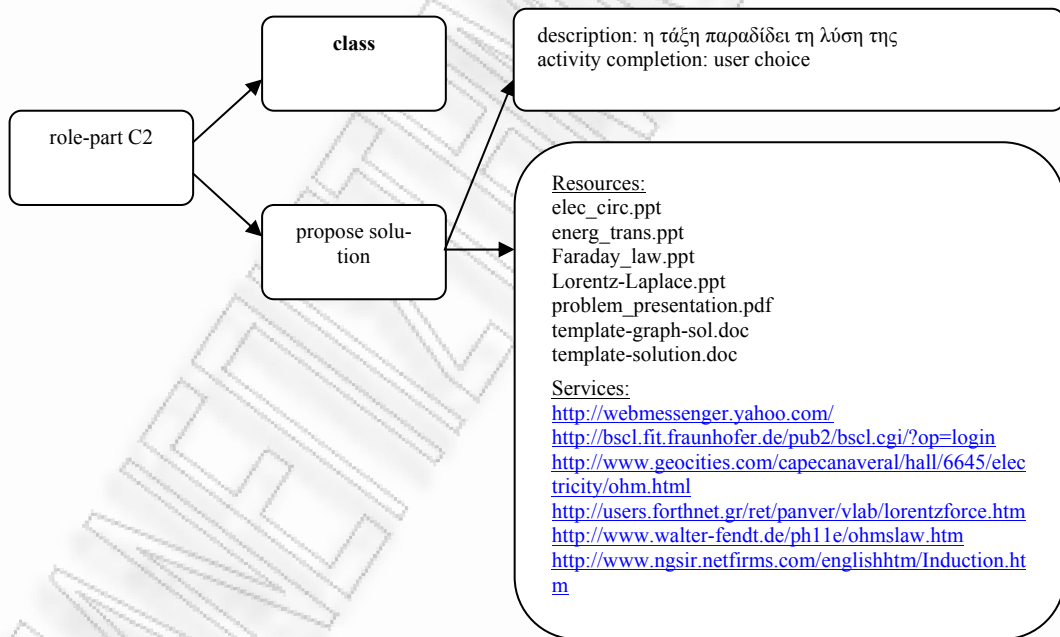 class
description: η τάξη παραδίδει τη λύση της
activity completion: user choice
role-part C2
propose solu-
tion
Resources:
elec_circ.ppt
energ_trans.ppt
Faraday_law.ppt
Lorentz-Laplace.ppt
problem_presentation.pdf
template-graph-sol.doc
template-solution.doc
Services:
http://webmessenger.yahoo.com/
http://bscl.fit.fraunhofer.de/pub2/bscl.cgi/?op=login
http://www.geocities.com/capecanaveral/hall/6645/elec
tricity/ohm.html
http://users.forthnet.gr/ret/panver/vlab/lorentzforce.htm
http://www.walter-fendt.de/ph11e/ohmslaw.htm
http://www.ngsir.netfirms.com/englishhtm/Induction.ht
m